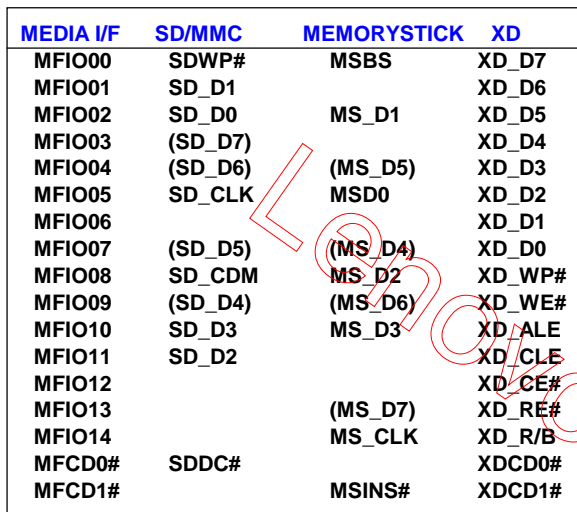 MEDIA I/F SD/MMC MEMORYSTICK XD
MFIO00 SDWP# MSBS XD_D7
MFIO01 SD_D1 XD_D6
MFIO02 SD_D0 MS_D1 XD_D5
MFIO03 (SD_D7) XD_D4
MFIO04 (SD_D6) (MS_D5) XD_D3
MFIO05 SD_CLK MSD0 XD_D2
MFIO06 XD_D1
MFIO07 (SD_D5) (MS_D4) XD_D0
MFIO08 SD_CDM MS_D2 XD_WP#
MFIO09 (SD_D4) (MS_D6) XD_WE#
MFIO10 SD_D3 MS_D3 XD_ALE
MFIO11 SD_D2 XD_CLE
MFIO12 XD_CE#
MFIO13 (MS_D7) XD_RE#
MFIO14 MS_CLK XD_R/B
MFCD0# SDDC# XDCD0#
MFCD1# MSINS# XDCD1#
Lenovo